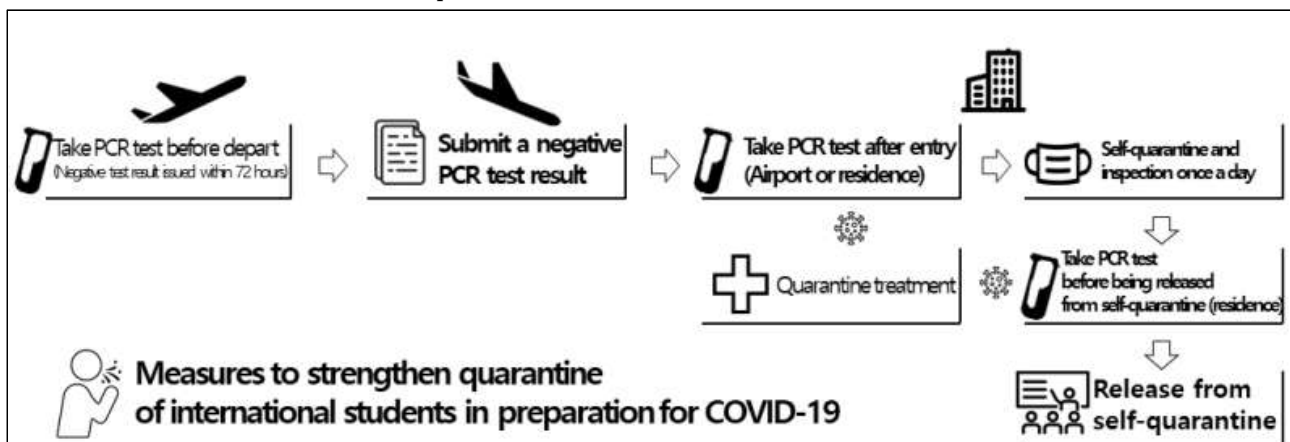 Take PCR test before depart
(Negative test result issued within 72 hours)
Submit a negative
PCR test result
Take PCR test after entry
(Airport or residence)
Self-quarantine and
inspection once a day
Quarantine treatment
Take PCR test
before being released
from self-quarantine (residence)
Release from
self-quarantine
Measures to strengthen quarantine
of international students in preparation for COVID-19